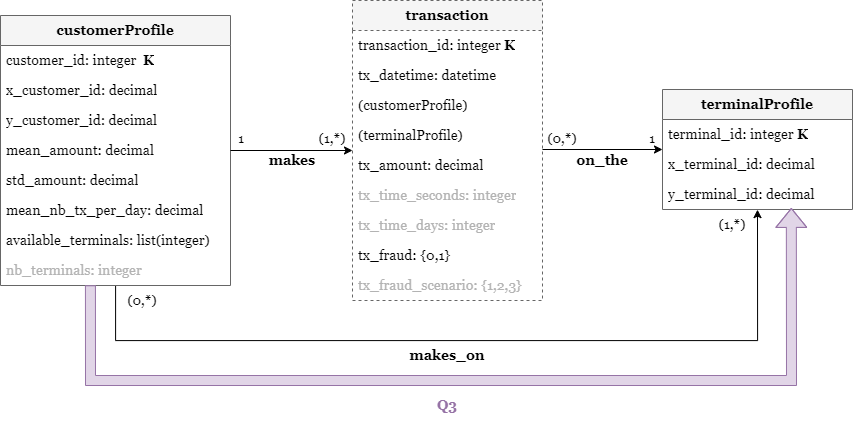 customerProfile
customer_id: integer K
x_customer_id: decimal
y_customer_id: decimal
mean_amount: decimal
std_amount: decimal
mean_nb_tx_per_day: decimal
available_terminals: list(integer)
nb_terminals: integer
1
(1,*)
makes
transaction
transaction_id: integer K
tx_datetime: datetime
(customerProfile)
(terminalProfile)
tx_amount: decimal
tx_time_seconds: integer
tx_time_days: integer
tx_fraud: {0,1}
tx_fraud_scenario: {1,2,3}
(0,*)
1
on_the
terminalProfile
terminal_id: integer K
x_terminal_id: decimal
y_terminal_id: decimal
(1,*)
(0,*)
makes_on
Q3